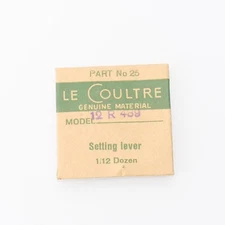 PART No 25
LE COULTRE
GENUINE MATERIAL
MODEL 12 R 489
Setting lever
1/12 Dozen